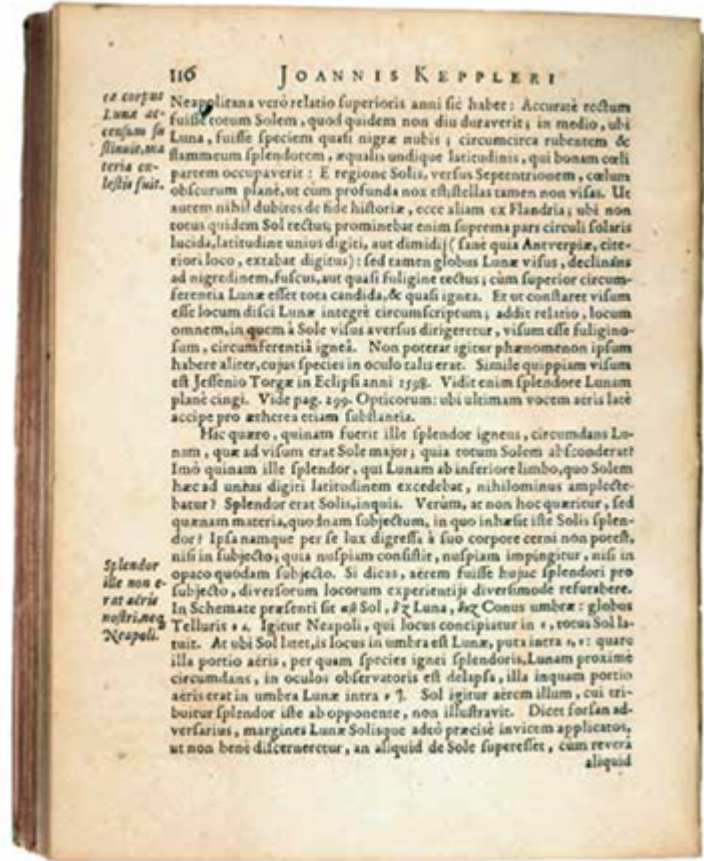 116 JOANNIS KEPPLERI
ea corpus
Lunæ ac-
censum su
stinuit, ma
teria cæ-
lestis fuit.
Neapolitana verò relatio superioris anni sic habet: Accuratè tectum
fuisse totum Solem, quod quidem non diu duraverit; in medio, ubi
Luna, fuisse speciem quasi nigræ nubis; circumcirca rubentem &
flammeum splendorem, æqualis undique latitudinis, qui bonam cœli
partem occupaverit: E regione Solis, versus Septentrionem, cœlum
obscurum planè, ut cùm profunda nox est; stellas tamen non visas. Ut
autem nihil dubites de fide historiæ, ecce aliam ex Flandria; ubi non
totus quidem Sol tectus; prominebat enim suprema pars circuli solaris
lucida, latitudine unius digiti, aut dimidij (sanè quia Antverpiæ, cite-
riori loco, extabat digitus): sed tamen globus Lunæ visus, declinans
ad nigredinem, fuscus, aut quasi fuligine tectus; cùm superior circum-
ferentia Lunæ esset tota candida, & quasi ignea. Et ut constaret visum
esse locum disci Lunæ integrè circumscriptum; addit relatio, locum
omnem, in quem à Sole visus aversus dirigeretur, visum esse fuligino-
sum, circumferentiâ igneâ. Non poterat igitur phænomenon ipsum
habere aliter, cujus species in oculo talis erat. Simile quippiam visum
est Jessenio Torgæ in Eclipsi anni 1598. Vidit enim splendore Lunam
planè cingi. Vide pag. 299. Opticorum: ubi ultimam vocem aeris latè
accipe pro ætherea etiam substantia.
Hic quæro, quinam fuerit ille splendor igneus, circumdans Lu-
nam, quæ ad visum erat Sole major; quia totum Solem absconderat?
Imò quinam ille splendor, qui Lunam ab inferiore limbo, quo Solem
hæc ad unius digiti latitudinem excedebat, nihilominus amplecte-
batur? Splendor erat Solis, inquis. Verùm, at non hoc quæritur, sed
quænam materia, quodnam subjectum, in quo inhæsit iste Solis splen-
dor? Ipsa namque per se lux digressa à suo corpore cerni non potest,
nisi in subjecto; quia nuspiam consistit, nuspiam impingitur, nisi in
opaco quodam subjecto. Si dicas, aërem fuisse hujus splendori pro
subjecto, diversorum locorum experientijs diversimode refutabere.
Splendor
ille non e-
rat aëris
nostri, neq
Neapoli.
In Schemate præsenti sit αβ Sol, Luna, Conus umbræ: globus
Telluris. Igitur Neapoli, qui locus concipiatur in ε, totus Sol la-
tuit. At ubi Sol latet, is locus in umbra est Lunæ, puta intra: quare
illa portio aëris, per quam species ignei splendoris, Lunam proximè
circumdans, in oculos observatoris est delapsa, illa inquam portio
aëris erat in umbra Lunæ intra. Sol igitur aërem illum, cui tri-
buitur splendor iste ab opponente, non illustravit. Dicet forsan ad-
versarius, margines Lunæ Solisque adeò præcisè invicem applicatos,
ut non benè discerneretur, an aliquid de Sole superesset, cùm reverà
aliquid